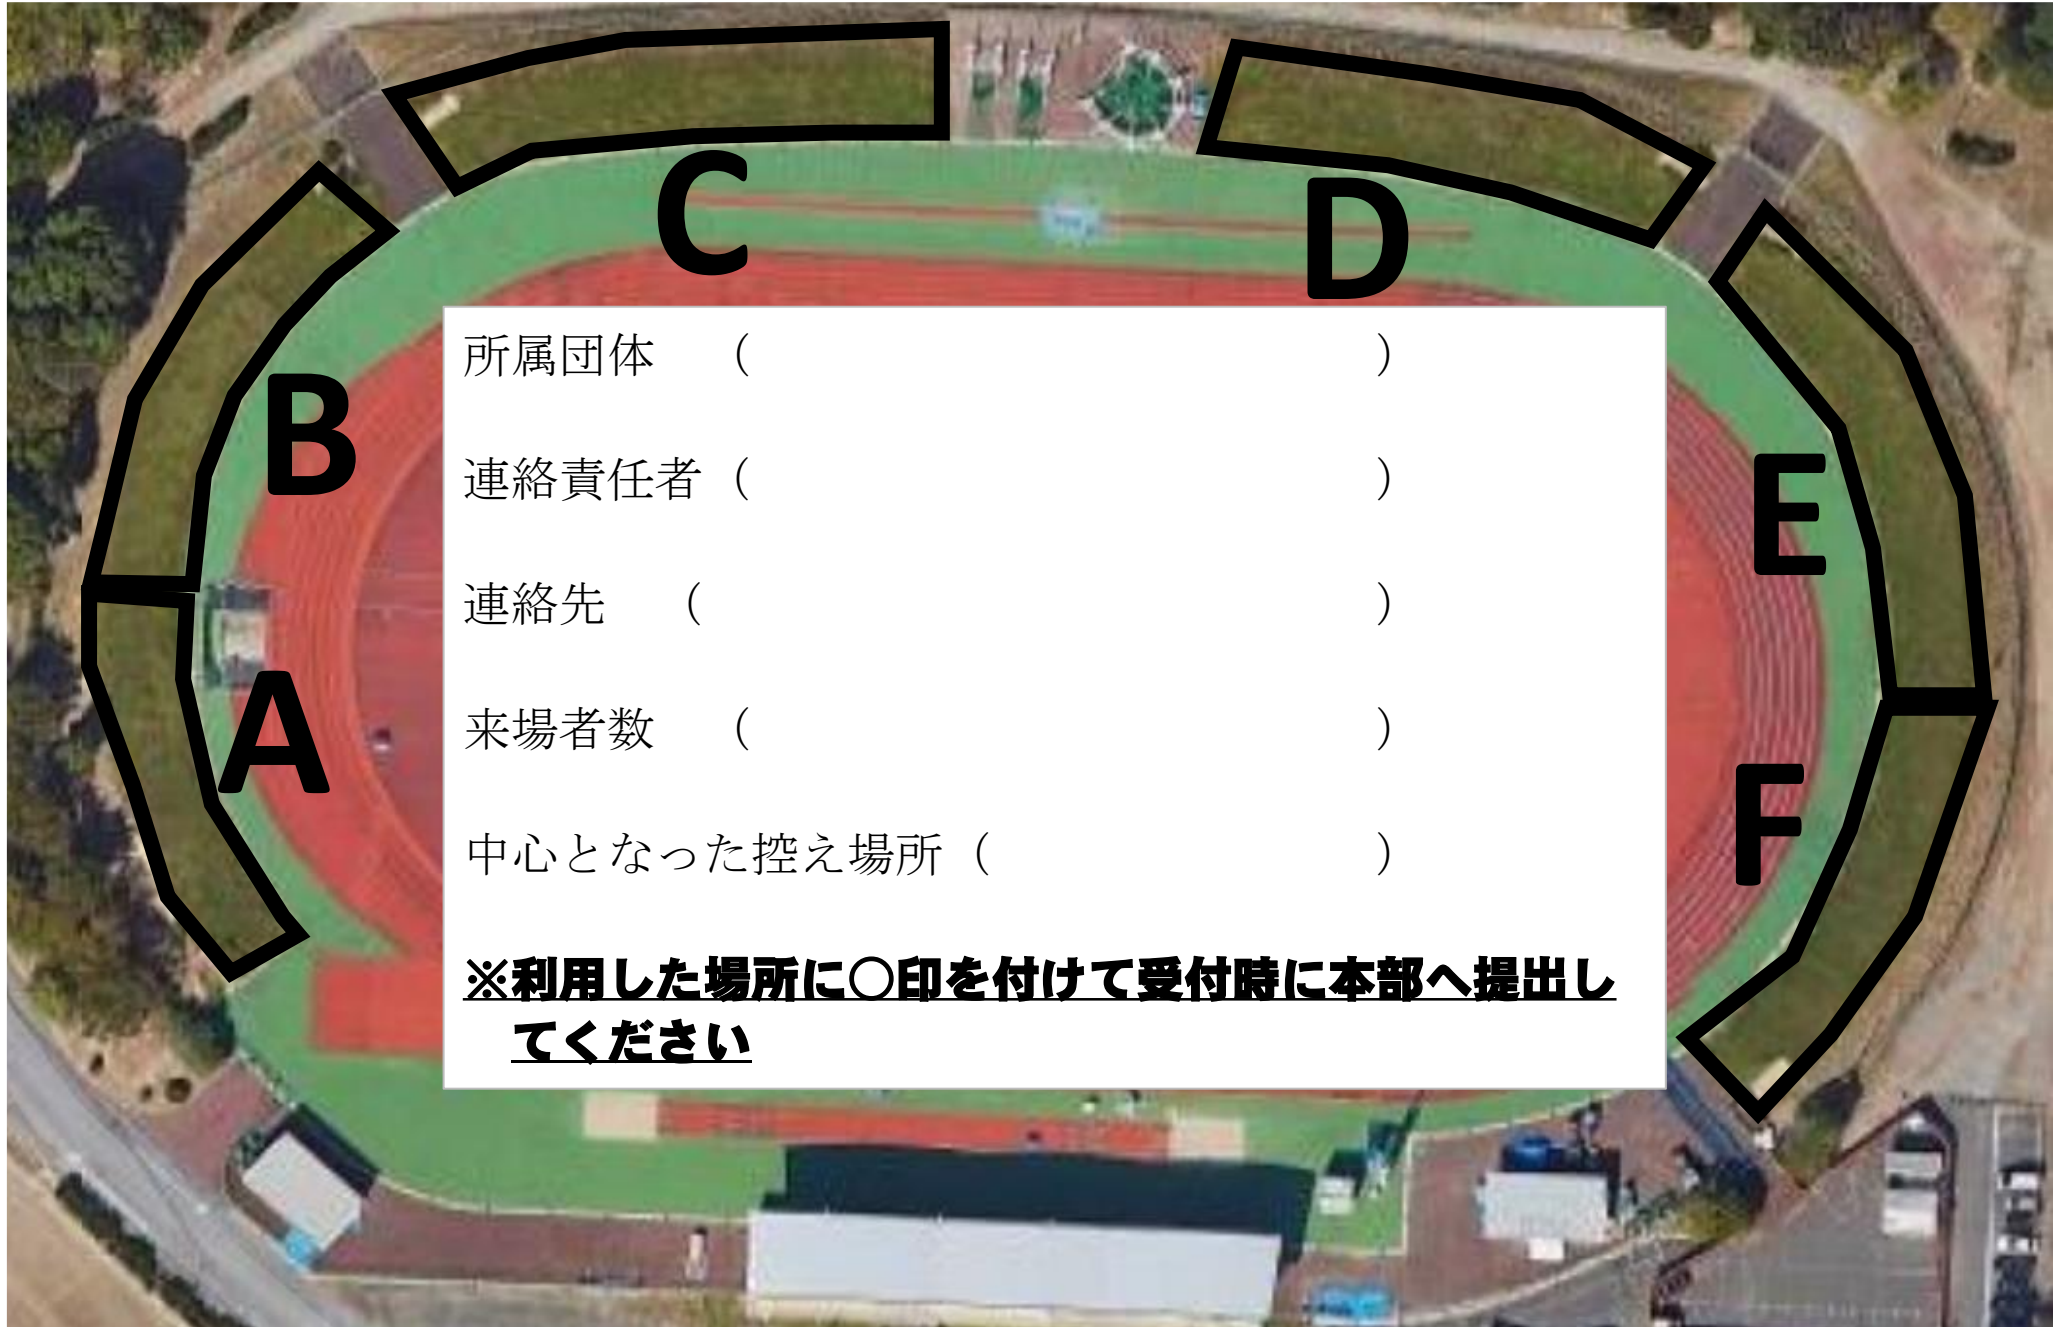 C
D
B
E
A
F
所属団体　（　　　　　　　　　　　　　）
連絡責任者（　　　　　　　　　　　　　）
連絡先　（　　　　　　　　　　　　　　）
来場者数　（　　　　　　　　　　　　　）
中心となった控え場所（　　　　　　　　）
※利用した場所に○印を付けて受付時に本部へ提出し
てください